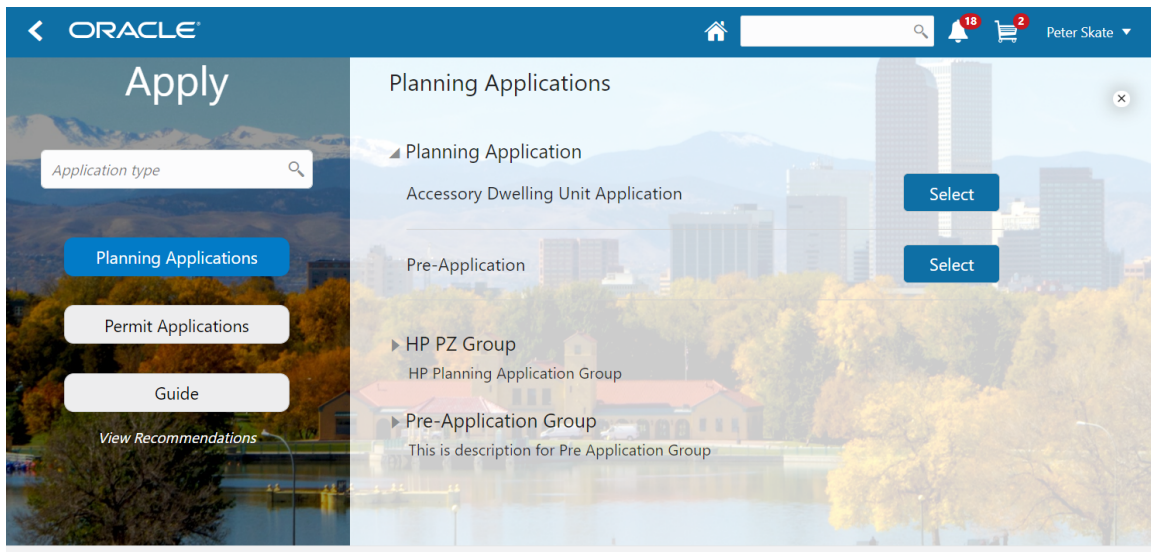 ORACLE
18
2
Peter Skate
Apply
Application type
Planning Applications
Permit Applications
Guide
View Recommendations
Planning Applications
Planning Application
Accessory Dwelling Unit Application
Select
Pre-Application
Select
HP PZ Group
HP Planning Application Group
Pre-Application Group
This is description for Pre Application Group